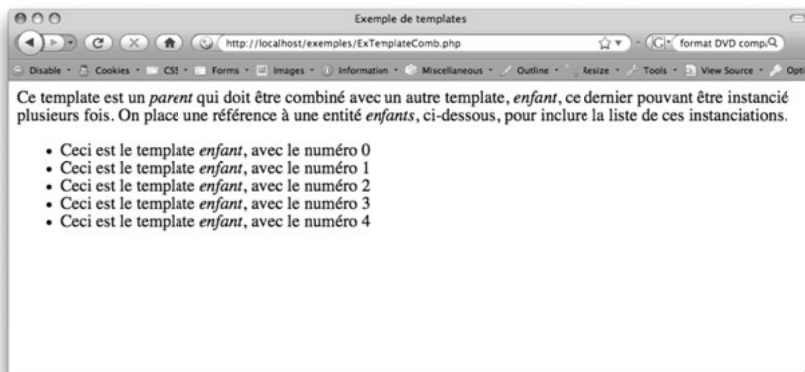 Exemple de templates
http://localhost/exemples/ExTemplateComb.php
format DVD comp
Disable Cookies CSS Forms Images Information Miscellaneous Outline Resize Tools View Source Opti
Ce template est un parent qui doit être combiné avec un autre template, enfant, ce dernier pouvant être instancié
plusieurs fois. On place une référence à une entité enfants, ci-dessous, pour inclure la liste de ces instanciations.
• Ceci est le template enfant, avec le numéro 0
• Ceci est le template enfant, avec le numéro 1
• Ceci est le template enfant, avec le numéro 2
• Ceci est le template enfant, avec le numéro 3
• Ceci est le template enfant, avec le numéro 4